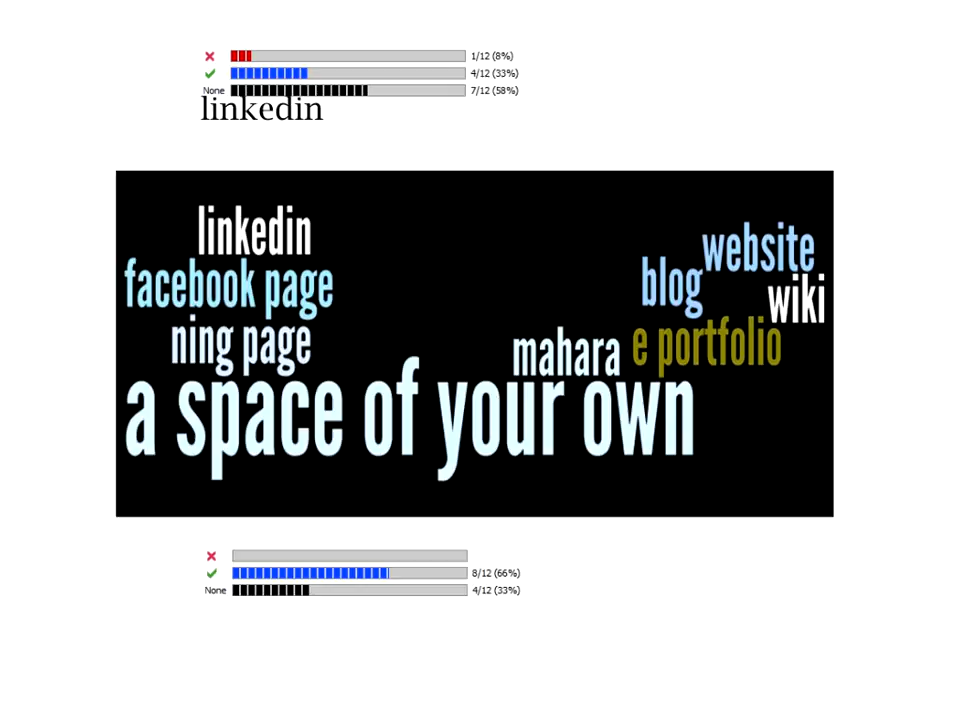 1/12 (8%)
4/12 (33%)
None 7/12 (58%)
linkedin
linkedin
website
facebook page
blog
wiki
ning page
mahara
e portfolio
a space of your own
8/12 (66%)
None 4/12 (33%)